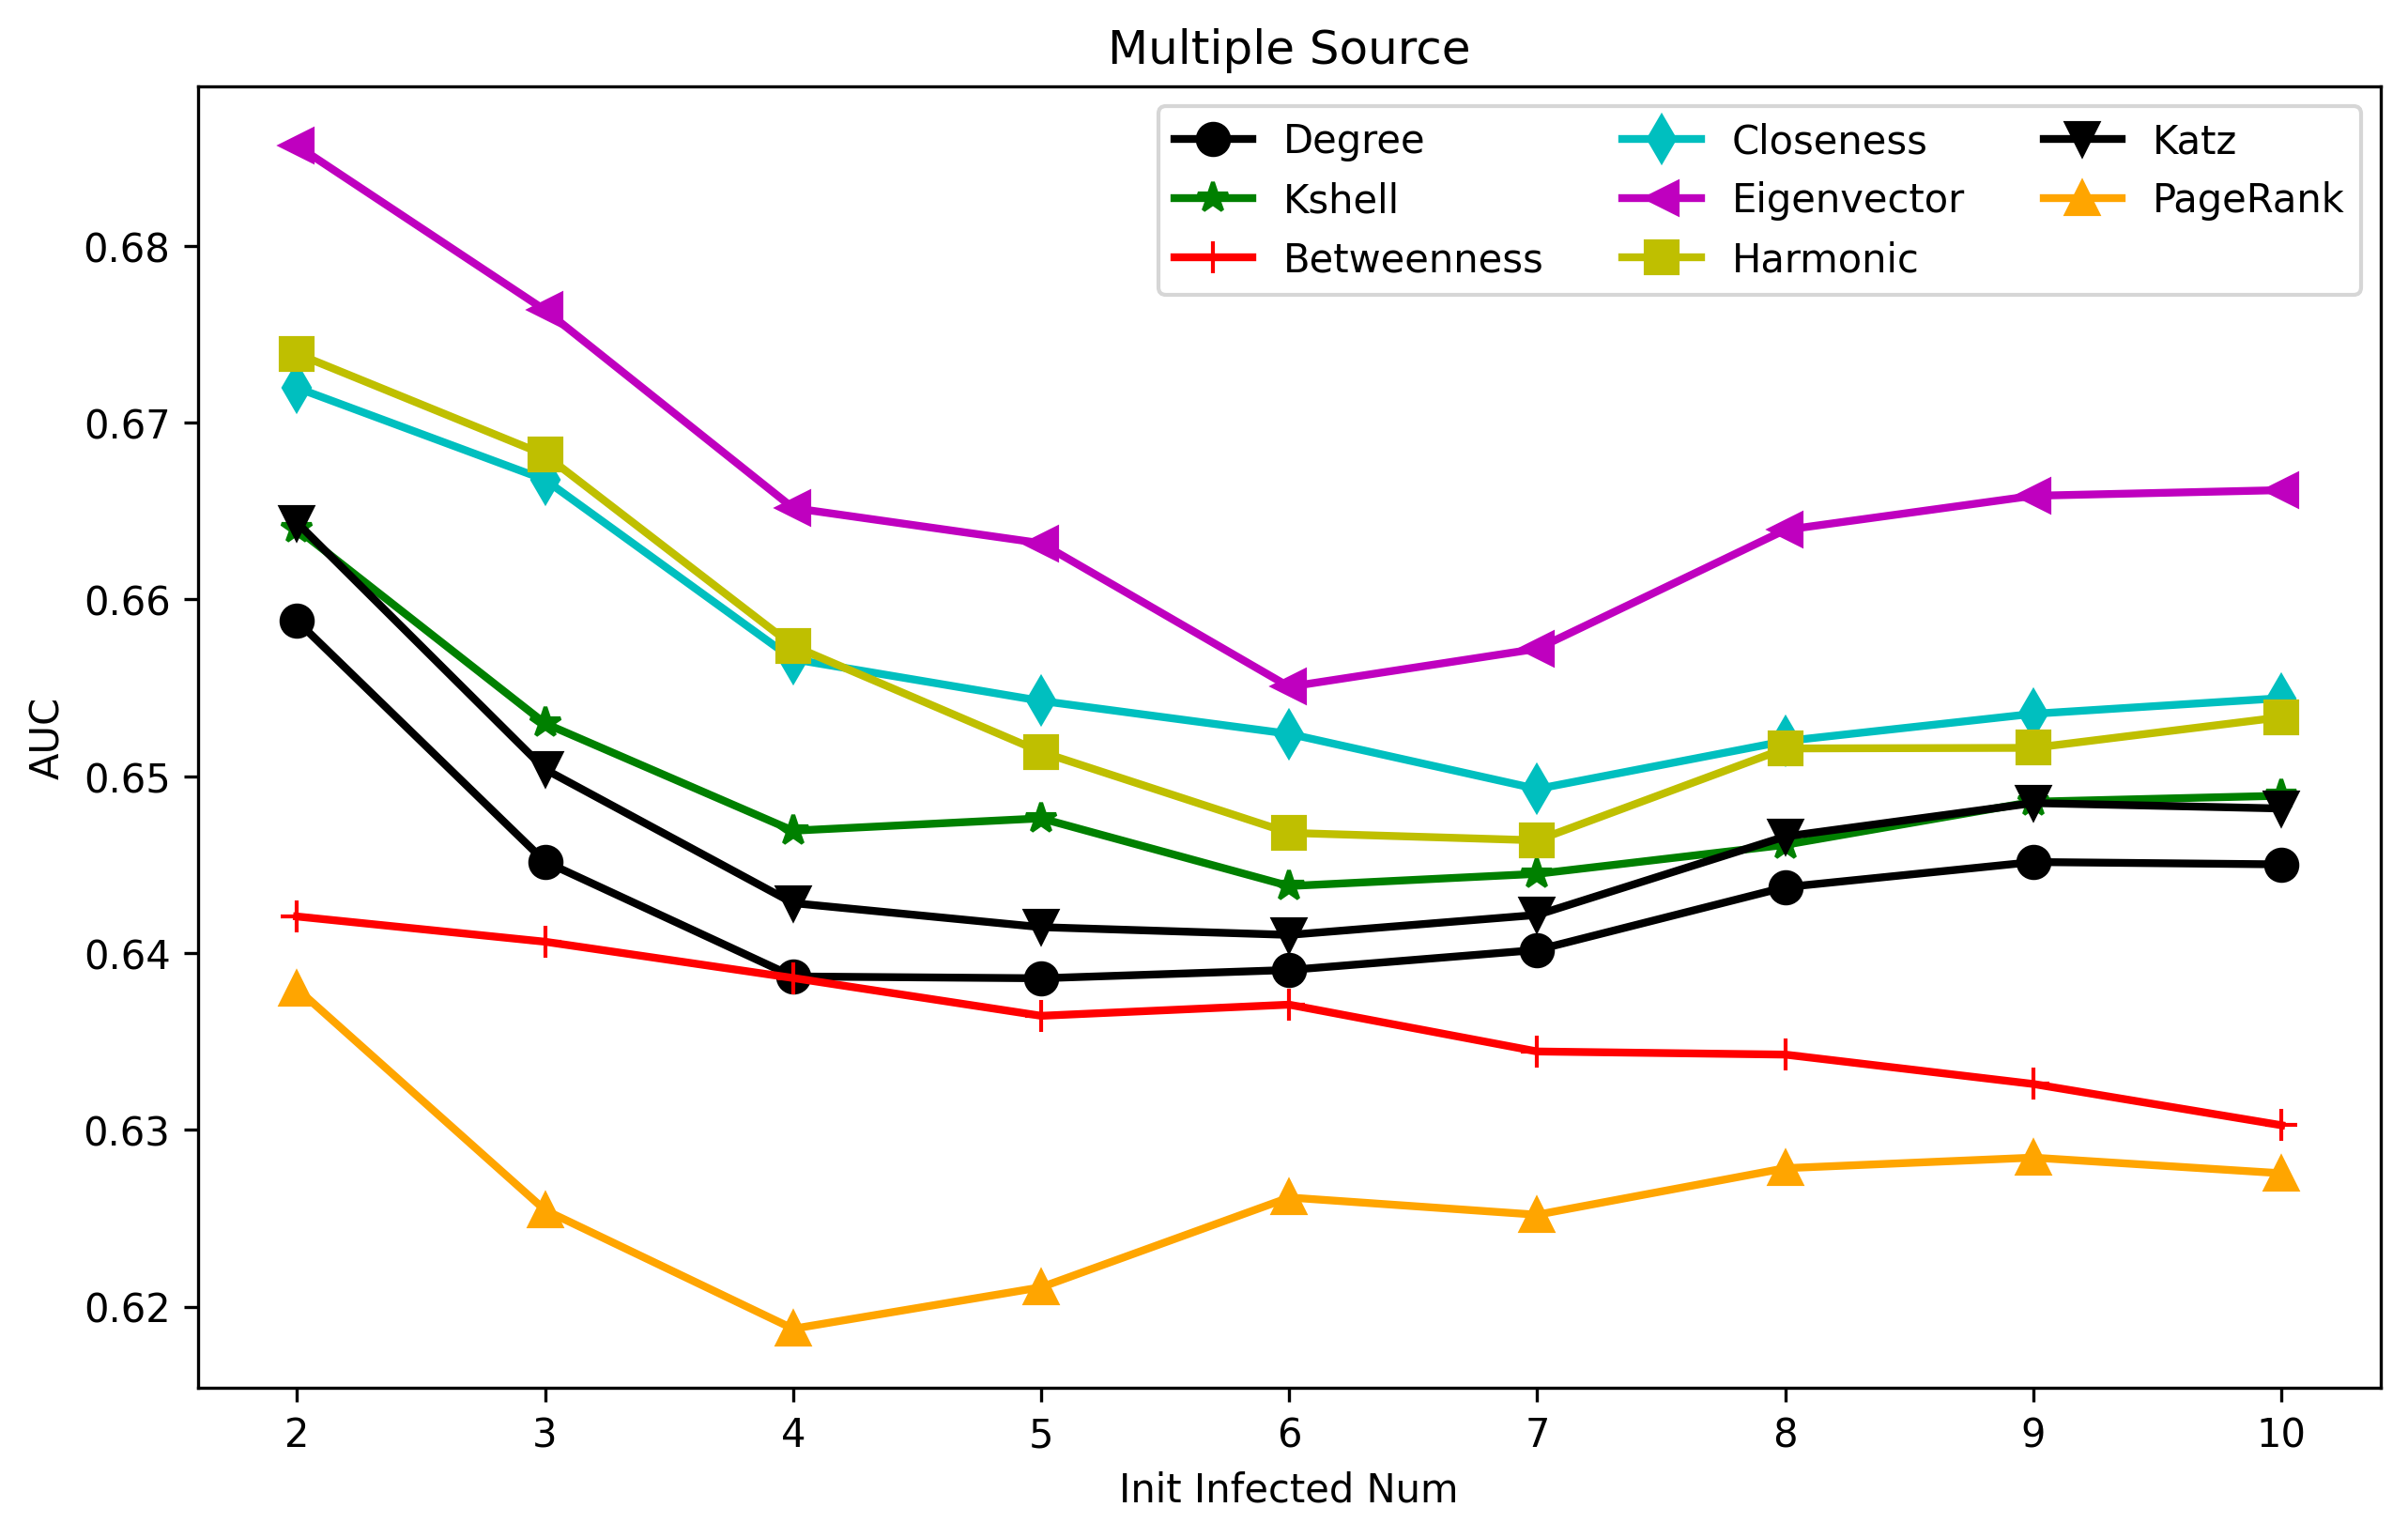 Multiple Source
Degree
Kshell
Betweenness
Closeness
Eigenvector
Harmonic
Katz
PageRank
AUC
0.68
0.67
0.66
0.65
0.64
0.63
0.62
2 3 4 5 6 7 8 9 10
Init Infected Num